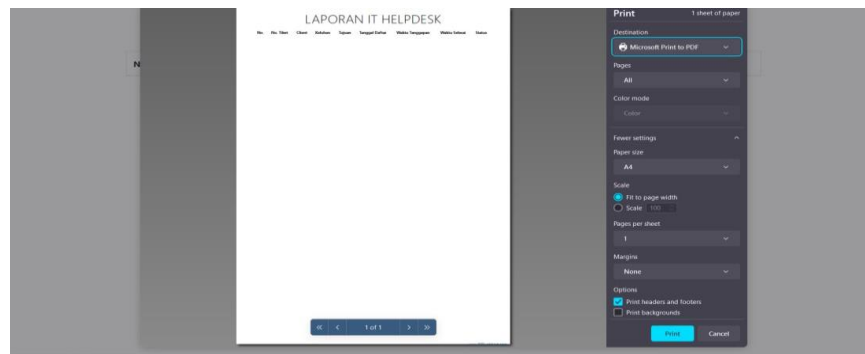 LAPORAN IT HELPDESK
No. No. Tiket Client Keluhan Tujuan Tanggal Daftar Waktu Tanggapan Waktu Selesai Status
N
1 of 1
Print 1 sheet of paper
Destination
Microsoft Print to PDF
Pages
All
Color mode
Color
Fewer settings
Paper size
A4
Scale
Fit to page width
Scale 100
Pages per sheet
1
Margins
None
Options
Print headers and footers
Print backgrounds
Print Cancel